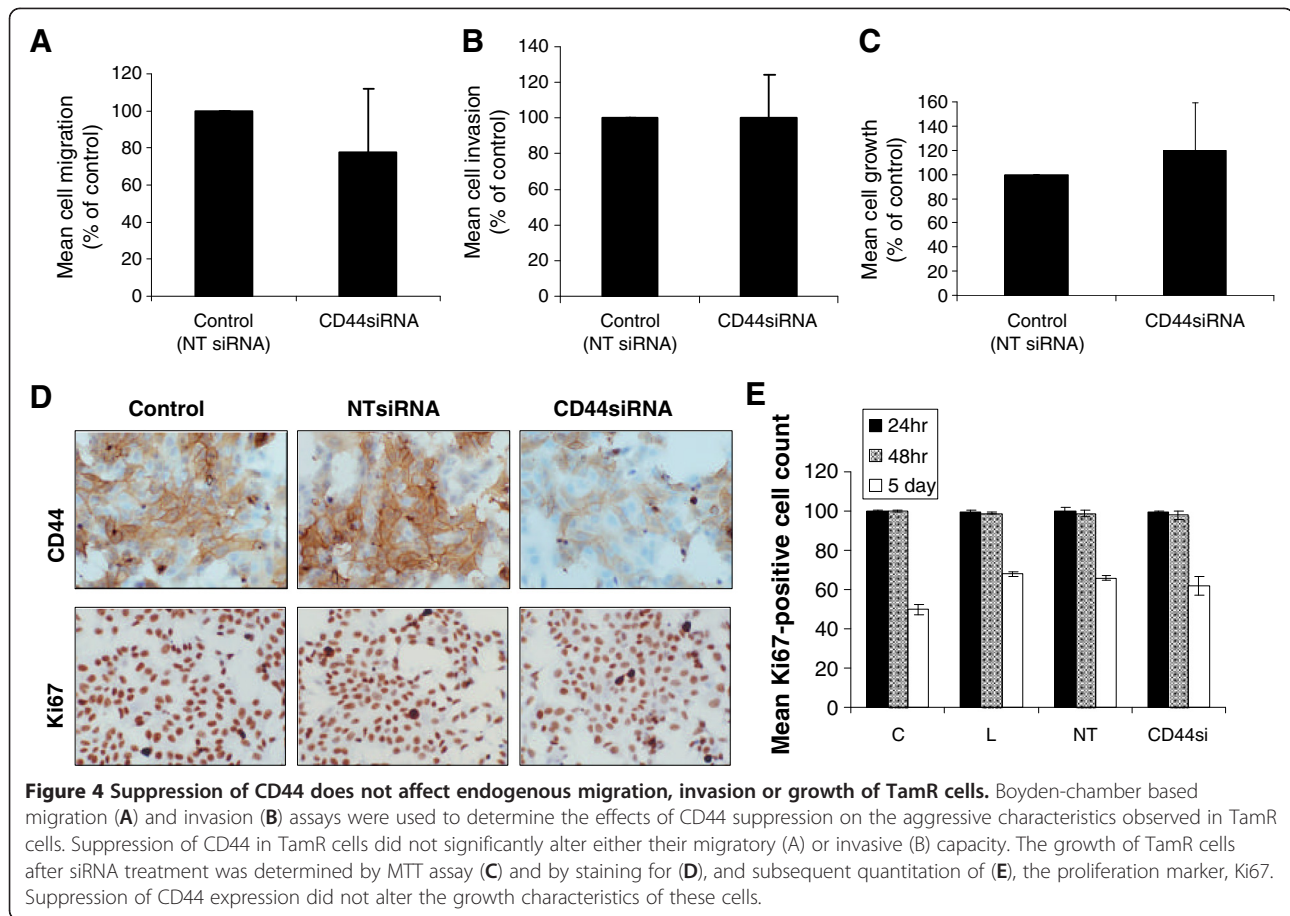 A
Mean cell migration
(% of control)
120
100
80
60
40
20
0
Control
(NT siRNA)
CD44siRNA
B
Mean cell invasion
(% of control)
140
120
100
80
60
40
20
0
Control
(NT siRNA)
CD44siRNA
C
Mean cell growth
(% of control)
160
140
120
100
80
60
40
20
0
Control
(NT siRNA)
CD44siRNA
D
Control
NTsiRNA
CD44siRNA
CD44
Ki67
E
24hr
48hr
5 day
Mean Ki67-positive cell count
120
100
80
60
40
20
0
C
L
NT
CD44si
Figure 4 Suppression of CD44 does not affect endogenous migration, invasion or growth of TamR cells. Boyden-chamber based
migration (A) and invasion (B) assays were used to determine the effects of CD44 suppression on the aggressive characteristics observed in TamR
cells. Suppression of CD44 in TamR cells did not significantly alter either their migratory (A) or invasive (B) capacity. The growth of TamR cells
after siRNA treatment was determined by MTT assay (C) and by staining for (D), and subsequent quantitation of (E), the proliferation marker, Ki67.
Suppression of CD44 expression did not alter the growth characteristics of these cells.